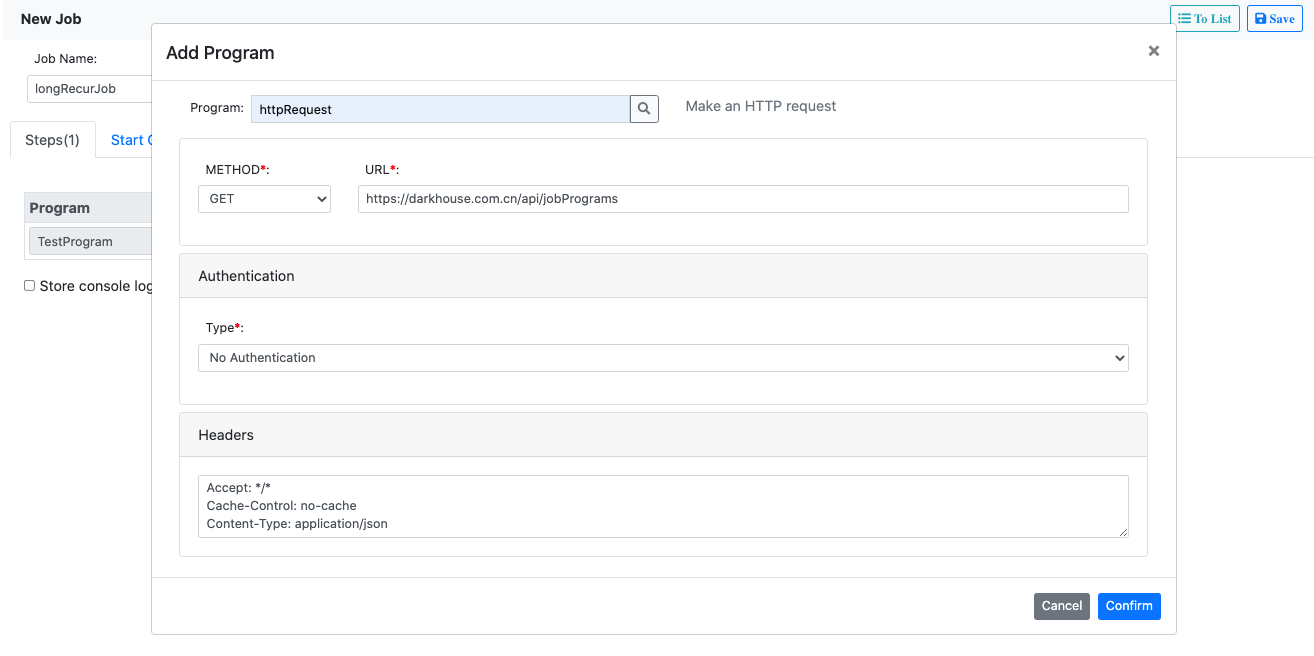 New Job
To List
Save
Job Name:
longRecurJob
Steps(1)
Start
Program
TestProgram
Store console log
Add Program
×
Program:
httpRequest
Make an HTTP request
METHOD*:
URL*:
GET
https://darkhouse.com.cn/api/jobPrograms
Authentication
Type*:
No Authentication
Headers
Accept: */*
Cache-Control: no-cache
Content-Type: application/json
Cancel
Confirm